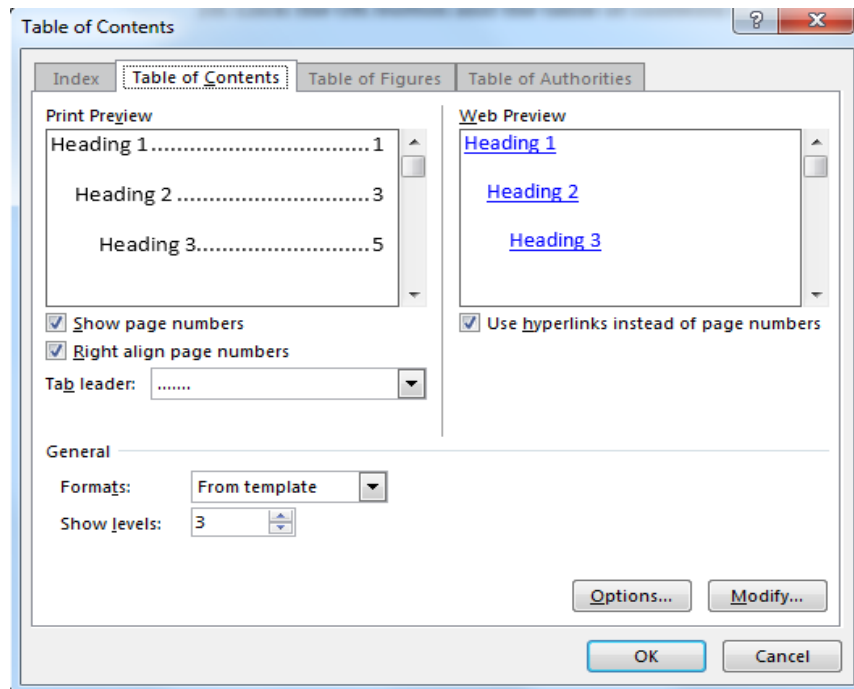 Table of Contents
Index Table of Contents Table of Figures Table of Authorities
Print Preview
Heading 1....................................1
Heading 2................................3
Heading 3............................5
Show page numbers
Right align page numbers
Tab leader: .......
Web Preview
Heading 1
Heading 2
Heading 3
Use hyperlinks instead of page numbers
General
Formats: From template
Show levels: 3
Options... Modify...
OK Cancel